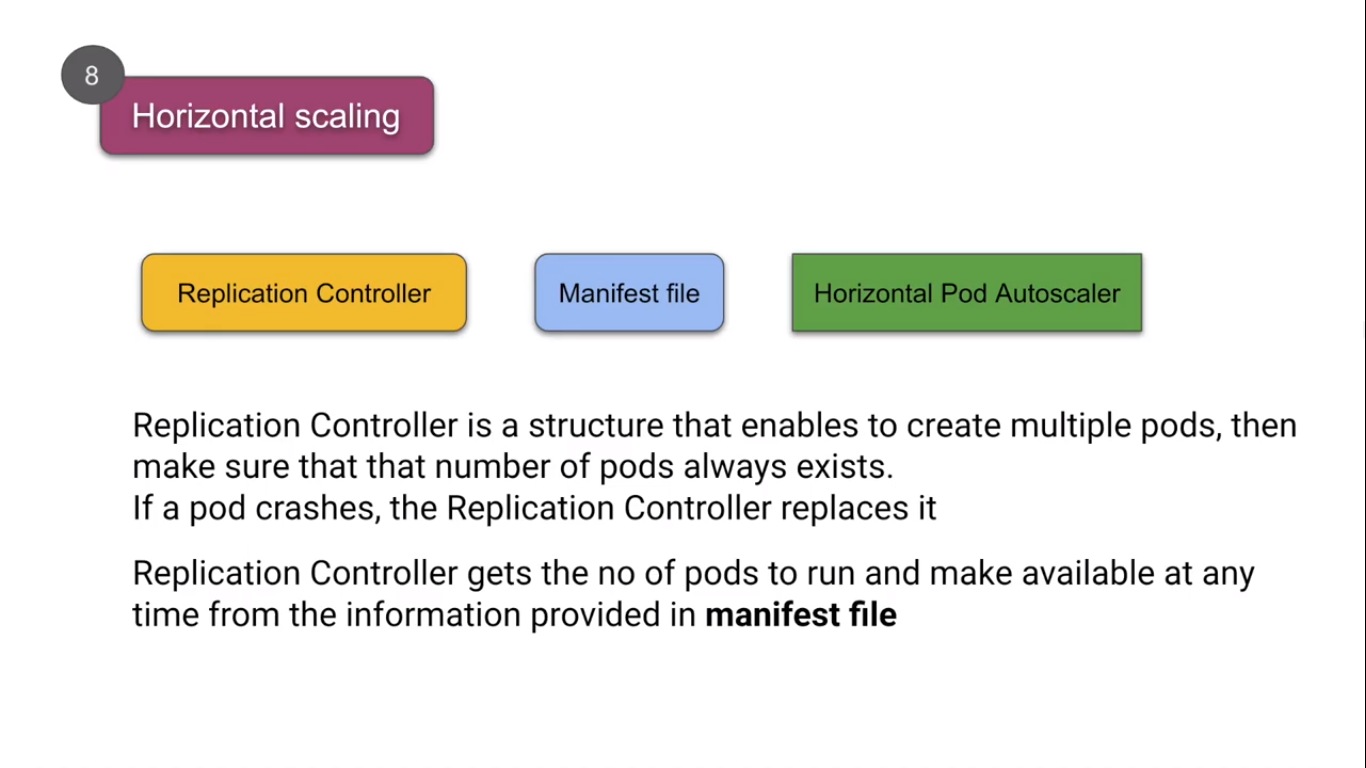 8
Horizontal scaling
Replication Controller
Manifest file
Horizontal Pod Autoscaler
Replication Controller is a structure that enables to create multiple pods, then
make sure that that number of pods always exists.
If a pod crashes, the Replication Controller replaces it
Replication Controller gets the no of pods to run and make available at any
time from the information provided in manifest file